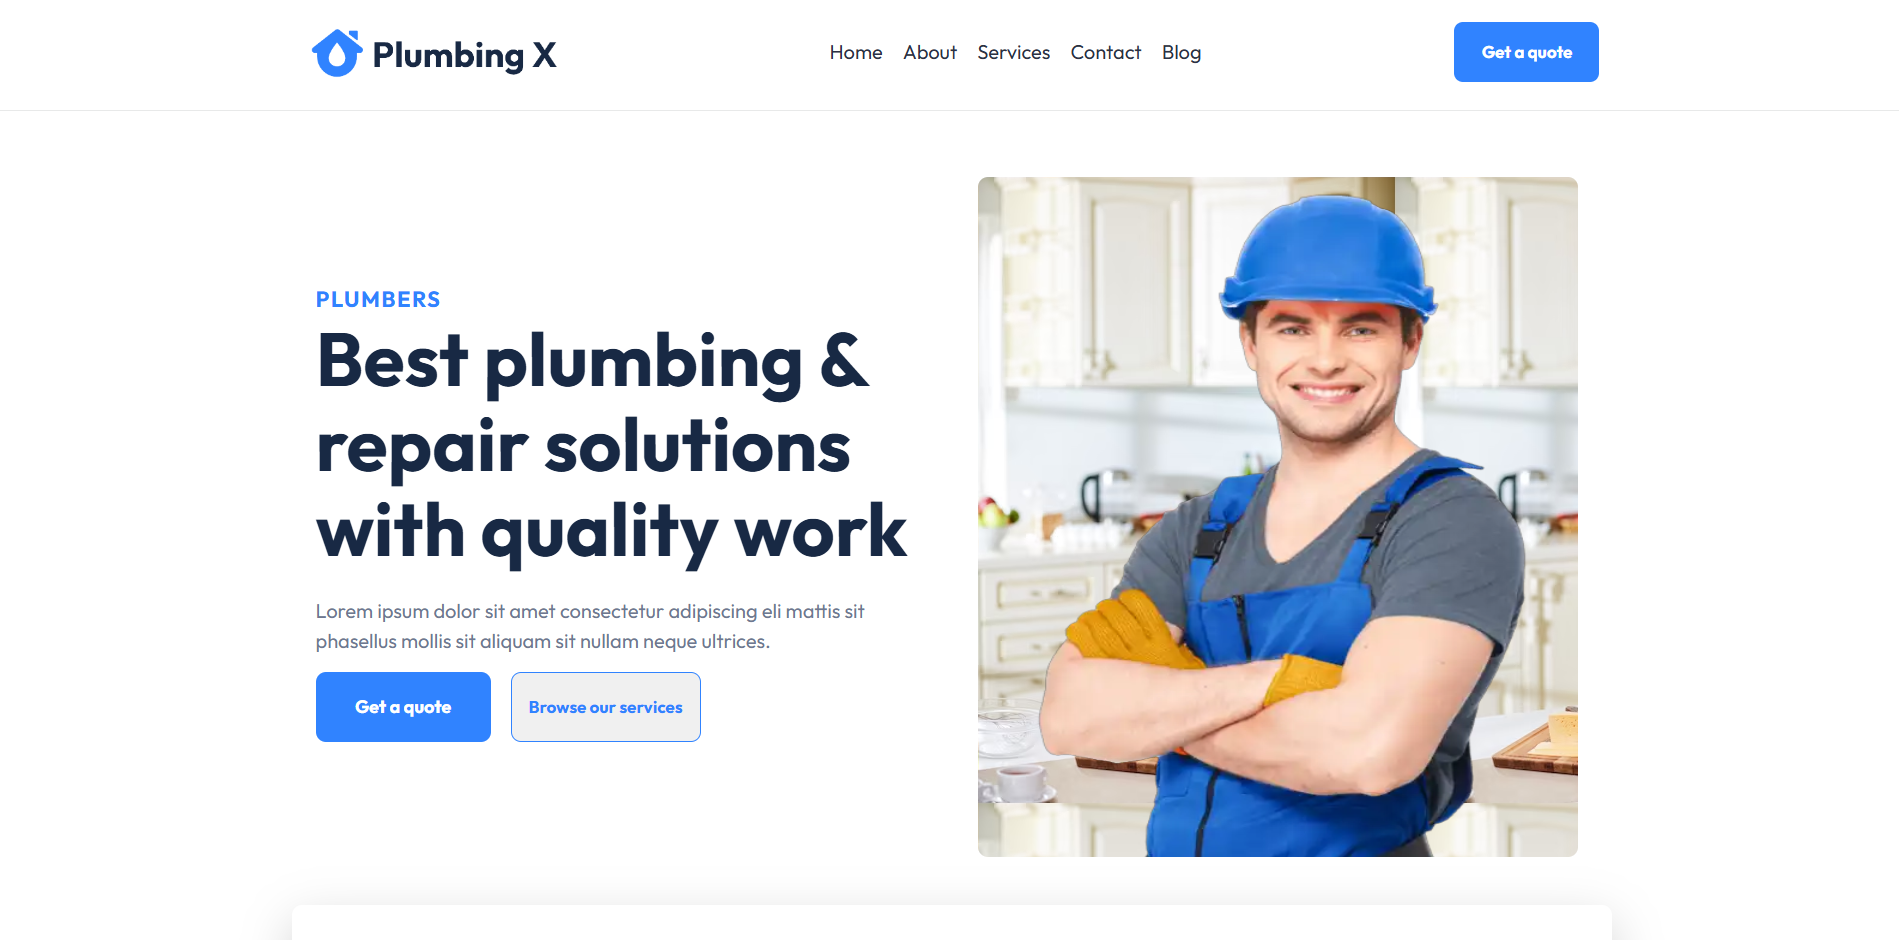 Plumbing X
Home About Services Contact Blog
Get a quote
PLUMBERS
Best plumbing &
repair solutions
with quality work
Lorem ipsum dolor sit amet consectetur adipiscing eli mattis sit
phasellus mollis sit aliquam sit nullam neque ultrices.
Get a quote
Browse our services